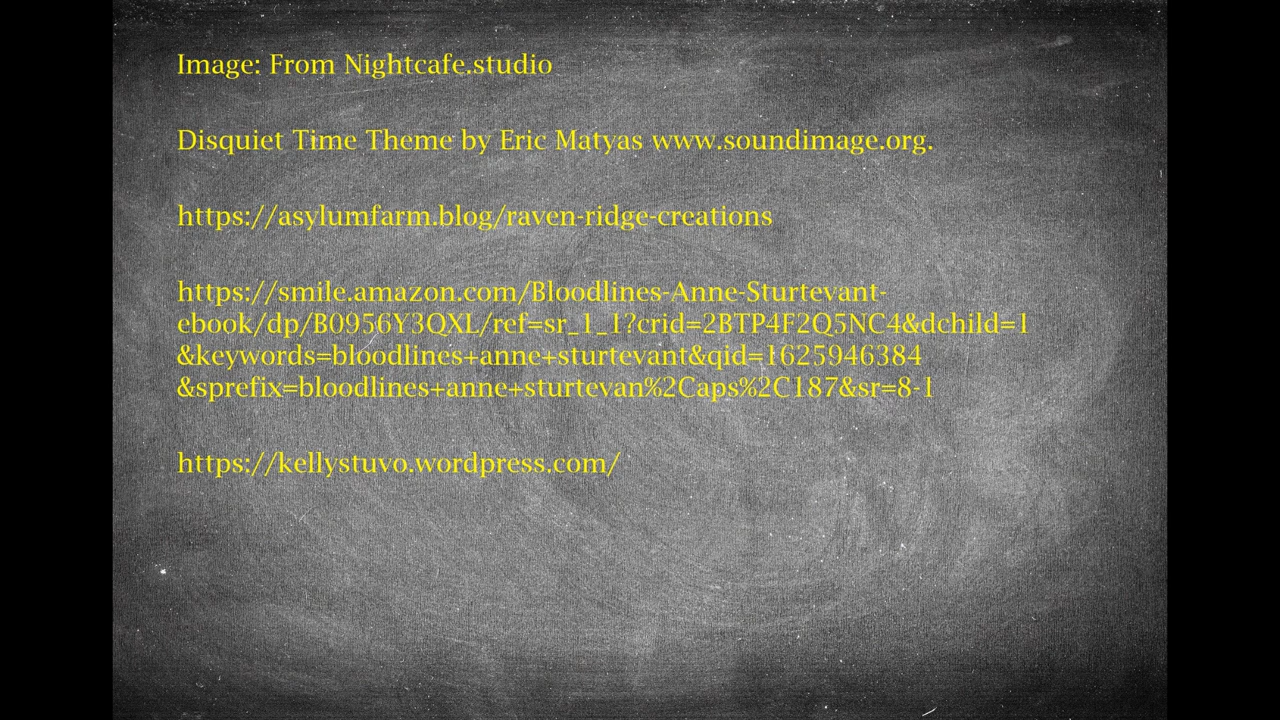 Image: From Nightcafe.studio
Disquiet Time Theme by Eric Matyas www.soundimage.org.
https://asylumfarm.blog/raven-ridge-creations
https://smile.amazon.com/Bloodlines-Anne-Sturtevant-
ebook/dp/B0956Y3QXL/ref=sr_1_1?crid=2BTP4F2Q5NC4&dchild=1
&keywords=bloodlines+anne+sturtevant&qid=1625946384
&sprefix=bloodlines+anne+sturtevan%2Caps%2C187&sr=8-1
https://kellystuvo.wordpress.com/